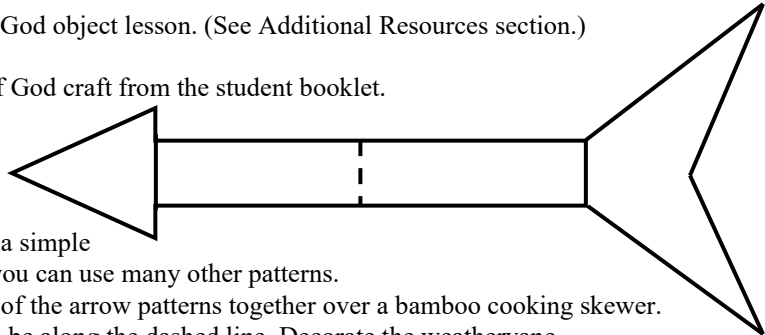 God object lesson. (See Additional Resources section.)
f God craft from the student booklet.
a simple
you can use many other patterns.
of the arrow patterns together over a bamboo cooking skewer.
be along the dashed line. Decorate the weathervane